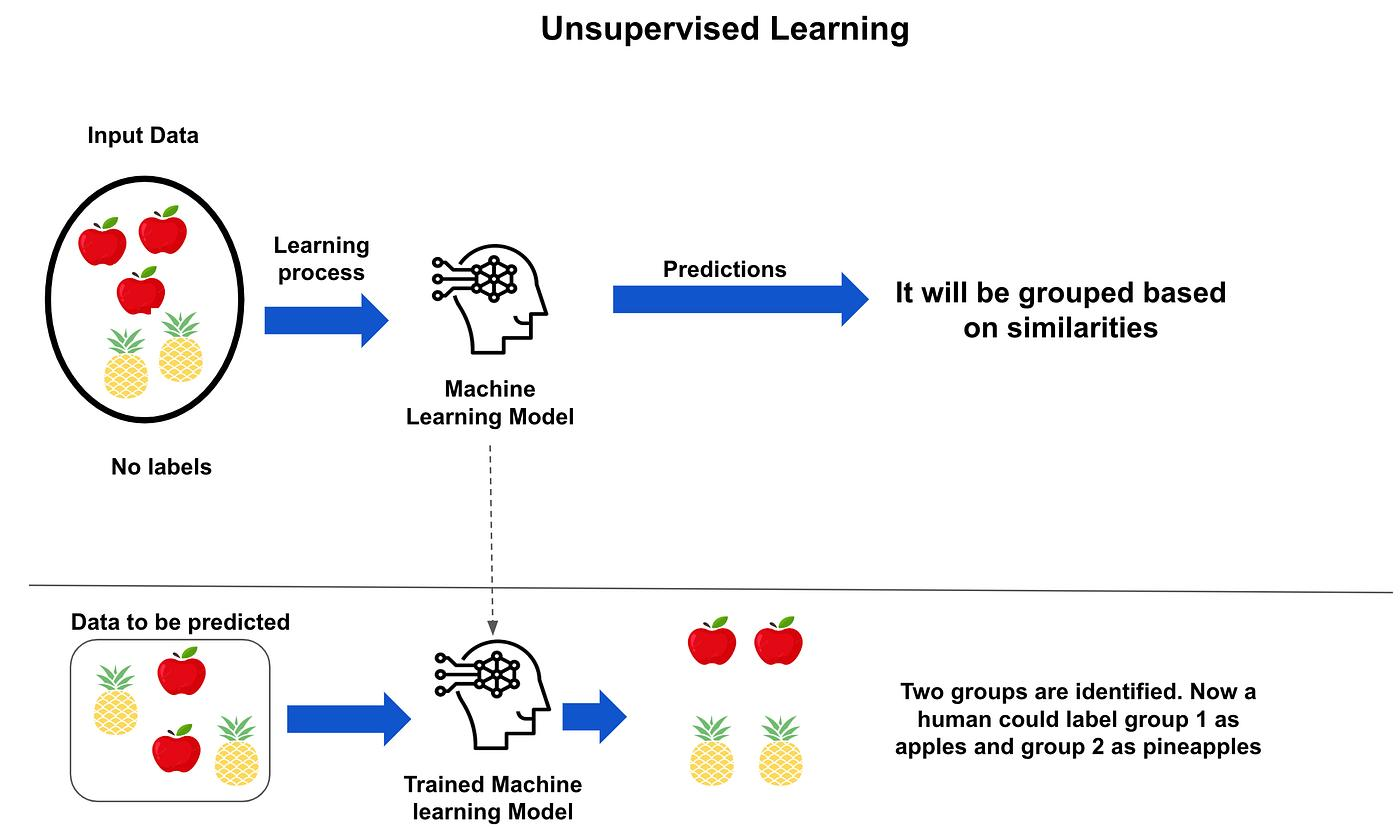 Unsupervised Learning
Input Data
Learning
process
Predictions
It will be grouped based
on similarities
Machine
Learning Model
No labels
Data to be predicted
Two groups are identified. Now a
human could label group 1 as
apples and group 2 as pineapples
Trained Machine
learning Model